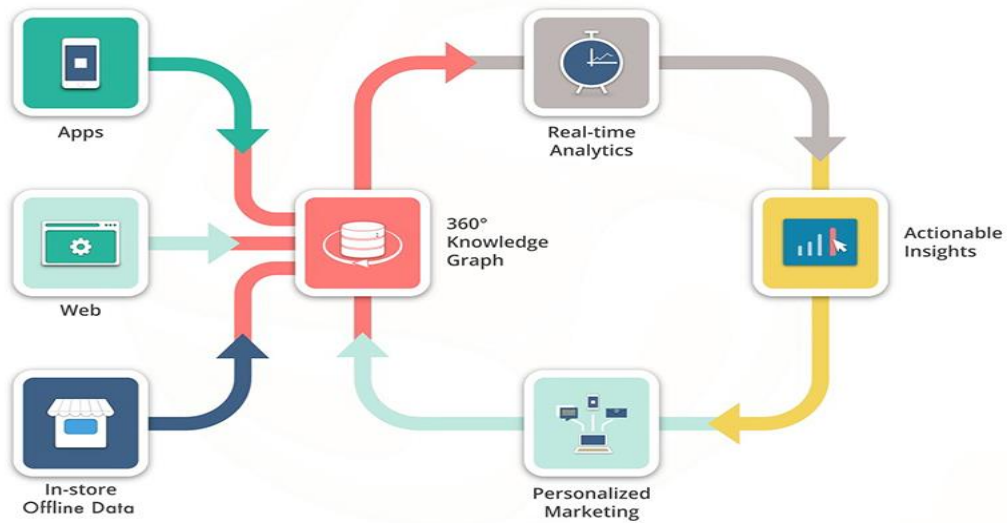 Apps
Real-time
Analytics
360°
Knowledge
Graph
Actionable
Insights
Web
In-store
Offline Data
Personalized
Marketing